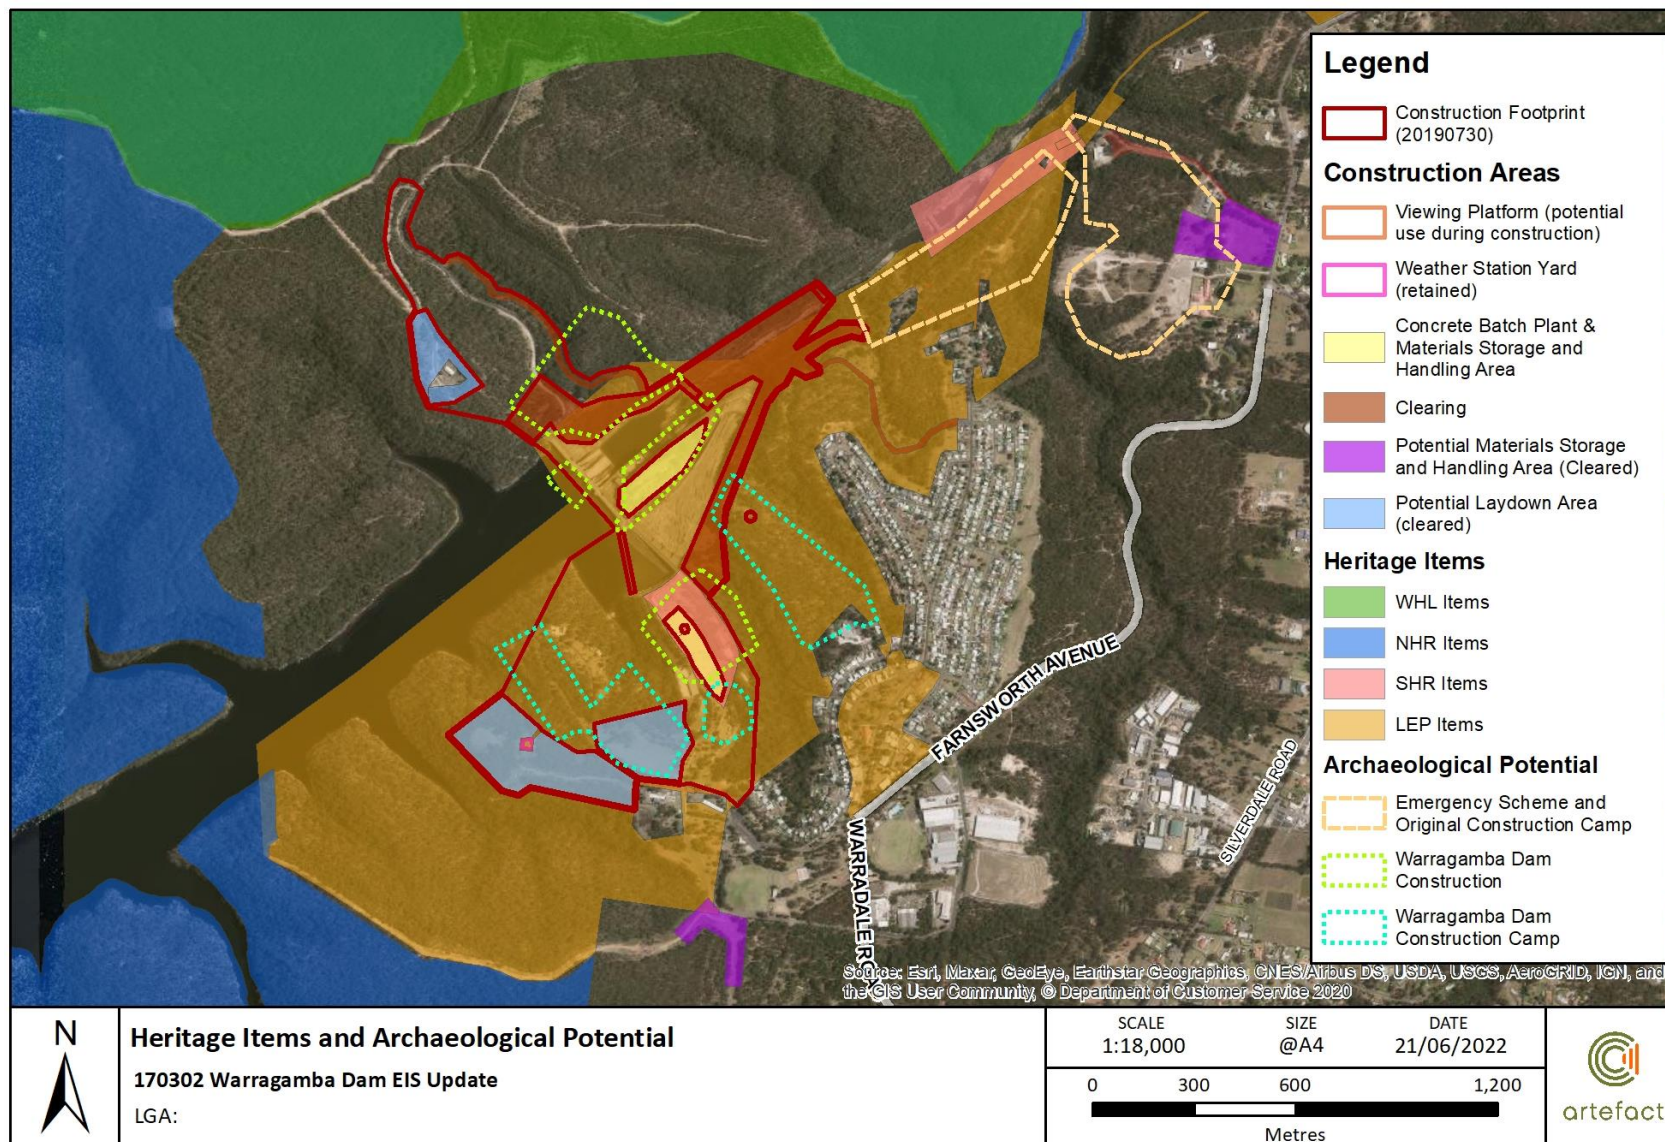 Legend
Construction Footprint
(20190730)
Construction Areas
Viewing Platform (potential
use during construction)
Weather Station Yard
(retained)
Concrete Batch Plant &
Materials Storage and
Handling Area
Clearing
Potential Materials Storage
and Handling Area (Cleared)
Potential Laydown Area
(cleared)
Heritage Items
WHL Items
NHR Items
SHR Items
LEP Items
Archaeological Potential
Emergency Scheme and
Original Construction Camp
Warragamba Dam
Construction
Warragamba Dam
Construction Camp
FARNSWORTH AVENUE
SILVERDALE ROAD
WARRADALE ROAD
Source: Esri, Maxar, GeoEye, Earthstar Geographics, CNES/Airbus DS, USDA, USGS, AeroGRID, IGN, and
the GIS User Community, © Department of Customer Service 2020
N
Heritage Items and Archaeological Potential
170302 Warragamba Dam EIS Update
LGA:
SCALE
1:18,000
SIZE
@A4
DATE
21/06/2022
0 300 600 1,200
Metres
artefact